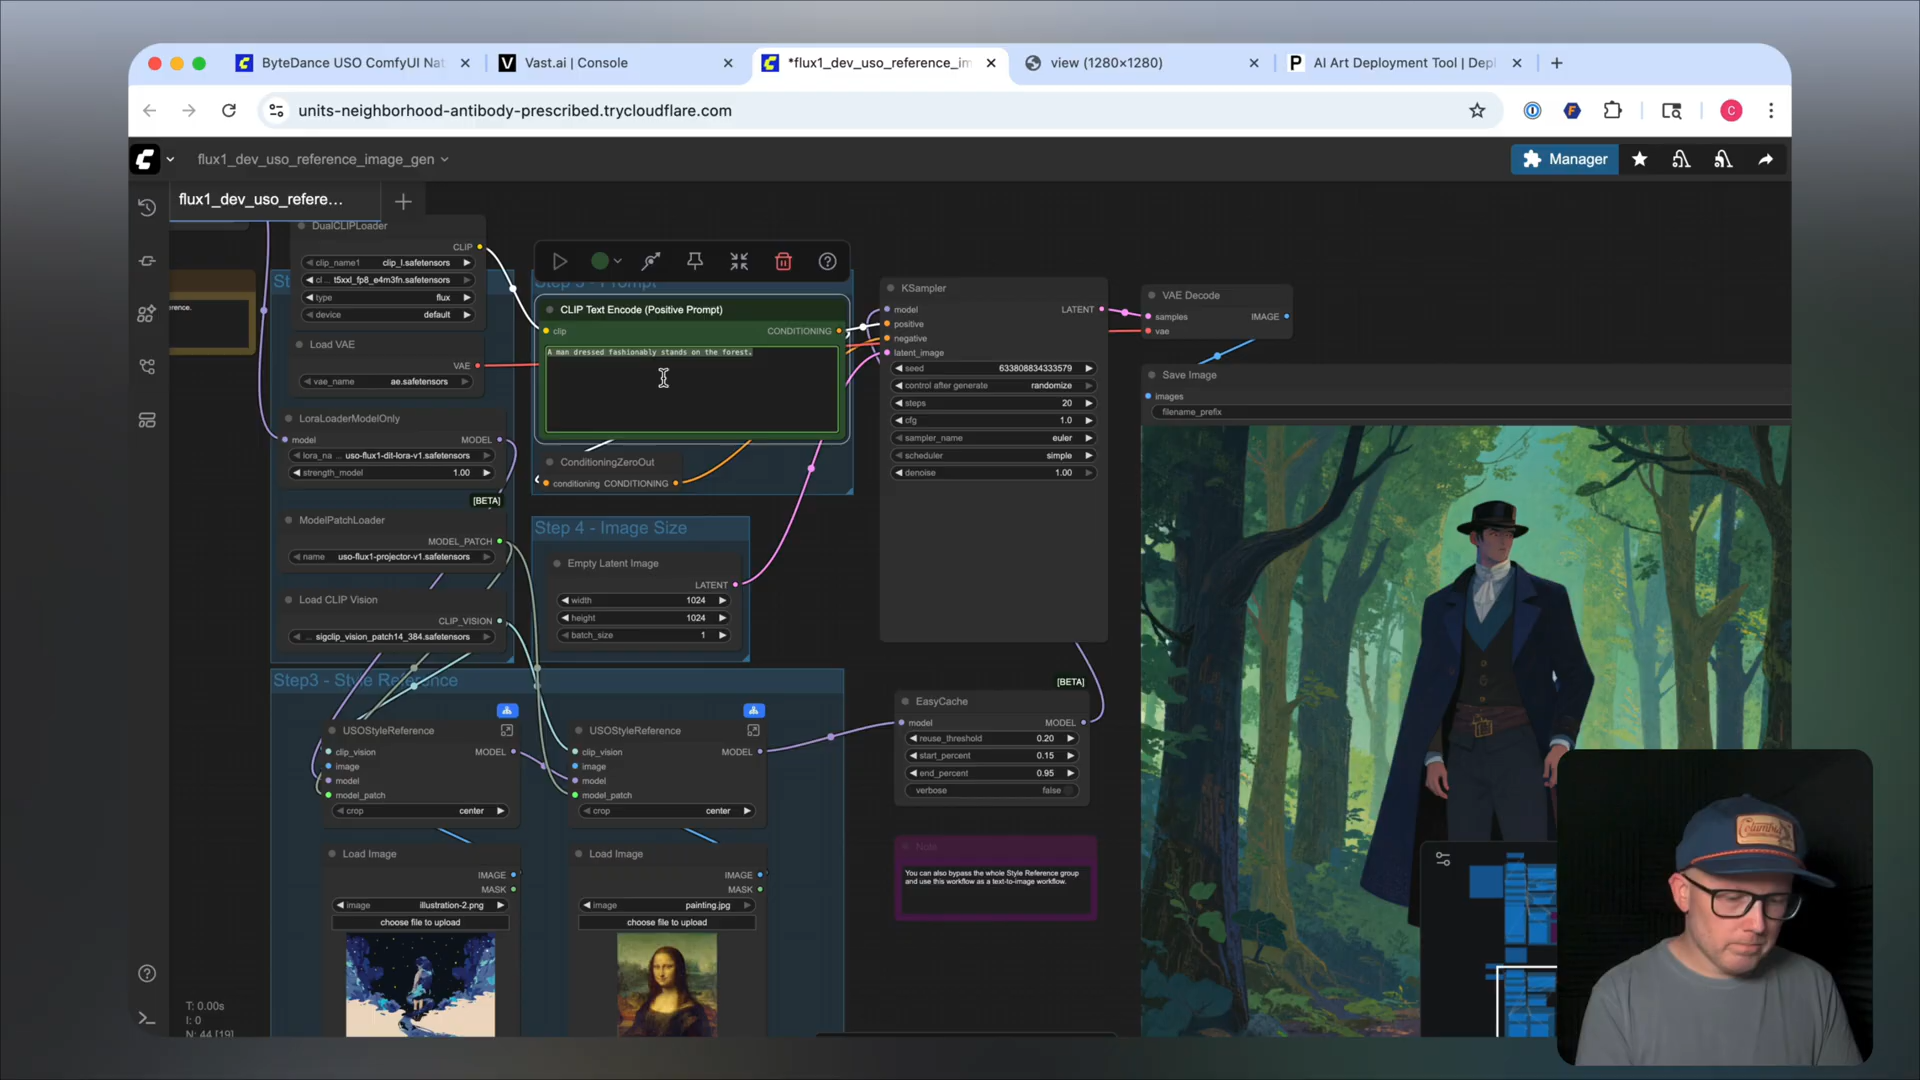 ByteDance USO ComfyUI Nat
Vast.ai | Console
*flux1_dev_uso_reference_im
view (1280×1280)
AI Art Deployment Tool | Depl
units-neighborhood-antibody-prescribed.trycloudflare.com
flux1_dev_uso_reference_image_gen
Manager
flux1_dev_uso_refere...
DualCLIPLoader
CLIP
clip_name1 clip_l.safetensors
cl... t5xxl_fp8_e4m3fn.safetensors
type flux
device default
Load VAE
VAE
vae_name ae.safetensors
LoraLoaderModelOnly
model MODEL
lora_na... uso-flux1-dit-lora-v1.safetensors
strength_model 1.00
[BETA]
ModelPatchLoader
MODEL_PATCH
name uso-flux1-projector-v1.safetensors
Load CLIP Vision
CLIP_VISION
... sigclip_vision_patch14_384.safetensors
CLIP Text Encode (Positive Prompt)
clip CONDITIONING
A man dressed fashionably stands on the forest.
ConditioningZeroOut
conditioning CONDITIONING
Step 4 - Image Size
Empty Latent Image
LATENT
width 1024
height 1024
batch_size 1
Step3 - Style Reference
USOStyleReference
clip_vision MODEL
image
model
model_patch
crop center
USOStyleReference
clip_vision MODEL
image
model
model_patch
crop center
Load Image
IMAGE
MASK
image illustration-2.png
choose file to upload
Load Image
IMAGE
MASK
image painting.jpg
choose file to upload
KSampler
model LATENT
positive
negative
latent_image
seed 633808834333579
control after generate randomize
steps 20
cfg 1.0
sampler_name euler
scheduler simple
denoise 1.00
[BETA]
EasyCache
model MODEL
reuse_threshold 0.20
start_percent 0.15
end_percent 0.95
verbose false
Note
You can also bypass the whole Style Reference group
and use this workflow as a text-to-image workflow.
VAE Decode
samples IMAGE
vae
Save Image
images
filename_prefix
T: 0.00s
I: 0
N: 44 [19]
Columbia